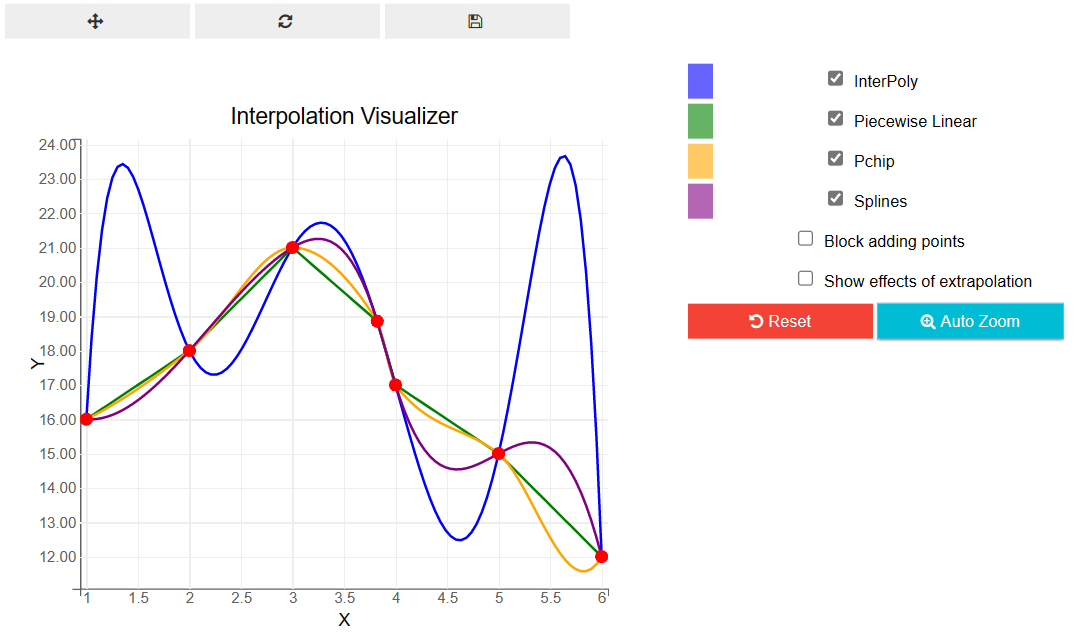 Interpolation Visualizer
24.00
23.00
22.00
21.00
20.00
19.00
18.00
17.00
16.00
15.00
14.00
13.00
12.00
Y
1 1.5 2 2.5 3 3.5 4 4.5 5 5.5 6
X
InterPoly
Piecewise Linear
Pchip
Splines
Block adding points
Show effects of extrapolation
Reset Auto Zoom